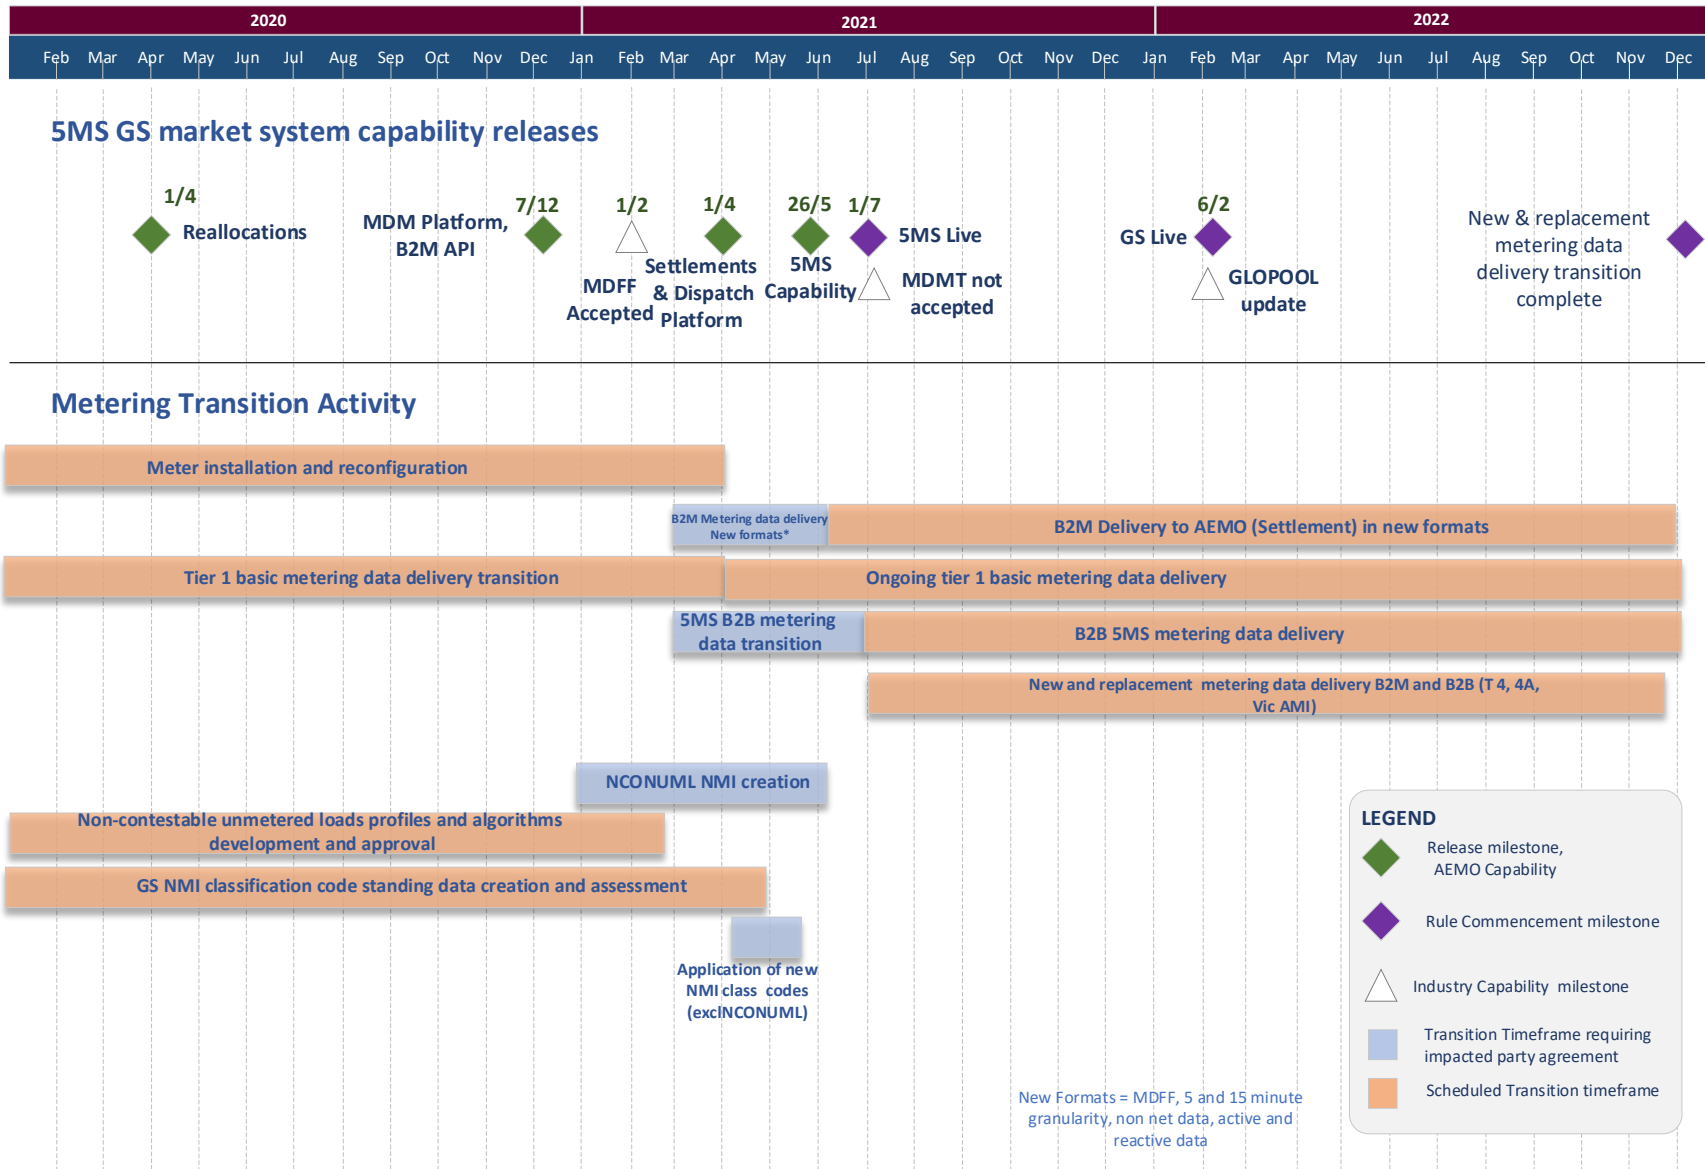 2020
2021
2022
Feb Mar Apr May Jun Jul Aug Sep Oct Nov Dec Jan Feb Mar Apr May Jun Jul Aug Sep Oct Nov Dec Jan Feb Mar Apr May Jun Jul Aug Sep Oct Nov Dec
5MS GS market system capability releases
1/4
Reallocations
MDM Platform,
B2M API
7/12
1/2
MDFF
Accepted
1/4
Settlements
& Dispatch
Platform
26/5
5MS
Capability
1/7
5MS Live
MDMT not
accepted
6/2
GS Live
GLOPOOL
update
New & replacement
metering data
delivery transition
complete
Metering Transition Activity
Meter installation and reconfiguration
B2M Metering data delivery
New formats*
B2M Delivery to AEMO (Settlement) in new formats
Tier 1 basic metering data delivery transition
Ongoing tier 1 basic metering data delivery
5MS B2B metering
data transition
B2B 5MS metering data delivery
New and replacement metering data delivery B2M and B2B (T 4, 4A,
Vic AMI)
NCONUML NMI creation
Non-contestable unmetered loads profiles and algorithms
development and approval
GS NMI classification code standing data creation and assessment
Application of new
NMI class codes
(exclNCONUML)
New Formats = MDFF, 5 and 15 minute
granularity, non net data, active and
reactive data
LEGEND
Release milestone,
AEMO Capability
Rule Commencement milestone
Industry Capability milestone
Transition Timeframe requiring
impacted party agreement
Scheduled Transition timeframe